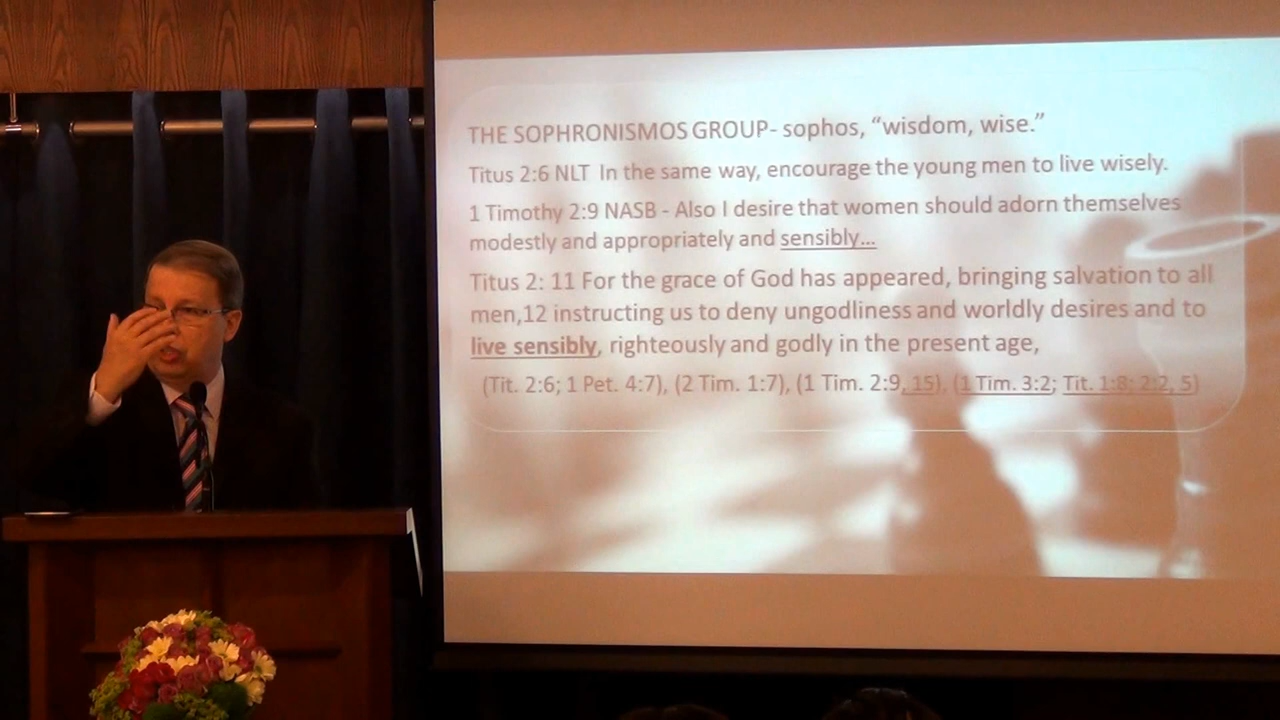 THE SOPHRONISMOS GROUP- sophos, “wisdom, wise.”
Titus 2:6 NLT In the same way, encourage the young men to live wisely.
1 Timothy 2:9 NASB - Also I desire that women should adorn themselves
modestly and appropriately and sensibly...
Titus 2: 11 For the grace of God has appeared, bringing salvation to all
men,12 instructing us to deny ungodliness and worldly desires and to
live sensibly, righteously and godly in the present age,
(Tit. 2:6; 1 Pet. 4:7), (2 Tim. 1:7), (1 Tim. 2:9, 15), (1 Tim. 3:2; Tit. 1:8; 2:2, 5)